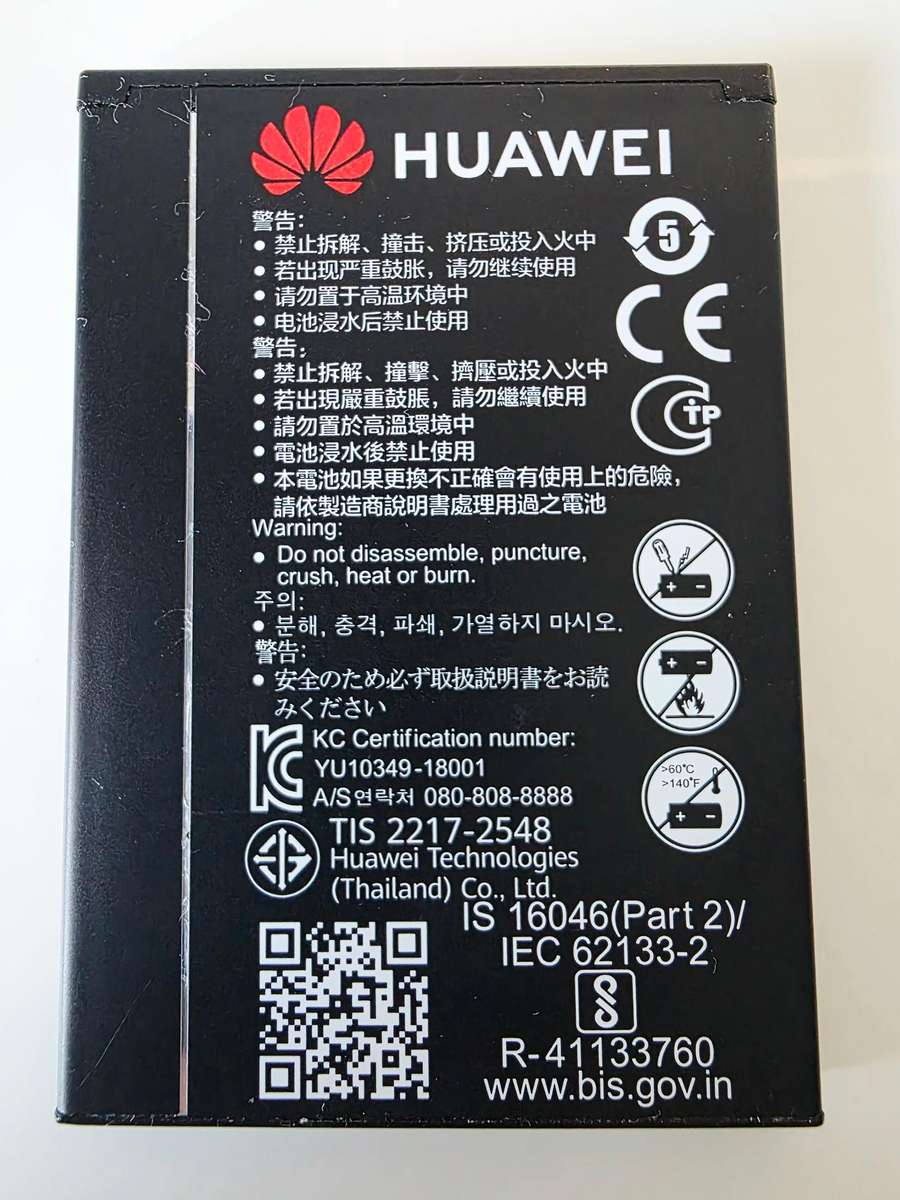 HUAWEI
警告:
• 禁止拆解、撞击、挤压或投入火中
• 若出现严重鼓胀，请勿继续使用
• 请勿置于高温环境中
• 电池浸水后禁止使用
警告:
• 禁止拆解、撞擊、擠壓或投入火中
• 若出現嚴重鼓脹，請勿繼續使用
• 請勿置於高溫環境中
• 電池浸水後禁止使用
• 本電池如果更換不正確會有使用上的危險，
請依製造商說明書處理用過之電池
Warning:
• Do not disassemble, puncture,
crush, heat or burn.
주의:
• 분해, 충격, 파쇄, 가열하지 마시오.
警告:
• 安全のため必ず取扱説明書をお読
みください
KC Certification number:
YU10349-18001
A/S연락처 080-808-8888
TIS 2217-2548
Huawei Technologies
(Thailand) Co., Ltd.
IS 16046(Part 2)/
IEC 62133-2
R-41133760
www.bis.gov.in
5
CE
CTP
>60°C
>140°F